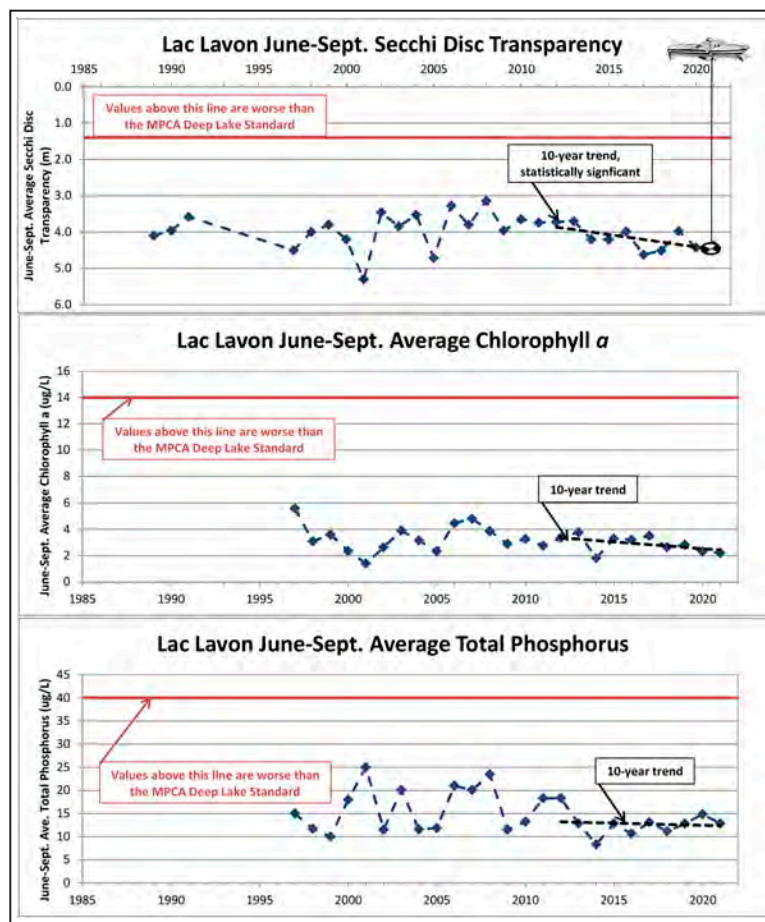 Lac Lavon June-Sept. Secchi Disc Transparency
1985 1990 1995 2000 2005 2010 2015 2020
0.0
1.0
2.0
3.0
4.0
5.0
6.0
June-Sept. Average Secchi Disc
Transparency (m)
Values above this line are worse than
the MPCA Deep Lake Standard
10-year trend,
statistically signficant
Lac Lavon June-Sept. Average Chlorophyll a
16
14
12
10
8
6
4
2
0
June-Sept. Average Chlorophyll a (ug/L)
Values above this line are worse than
the MPCA Deep Lake Standard
10-year trend
1985 1990 1995 2000 2005 2010 2015 2020
Lac Lavon June-Sept. Average Total Phosphorus
45
40
35
30
25
20
15
10
5
0
June-Sept. Ave. Total Phosphorus (ug/L)
Values above this line are worse than
the MPCA Deep Lake Standard
10-year trend
1985 1990 1995 2000 2005 2010 2015 2020